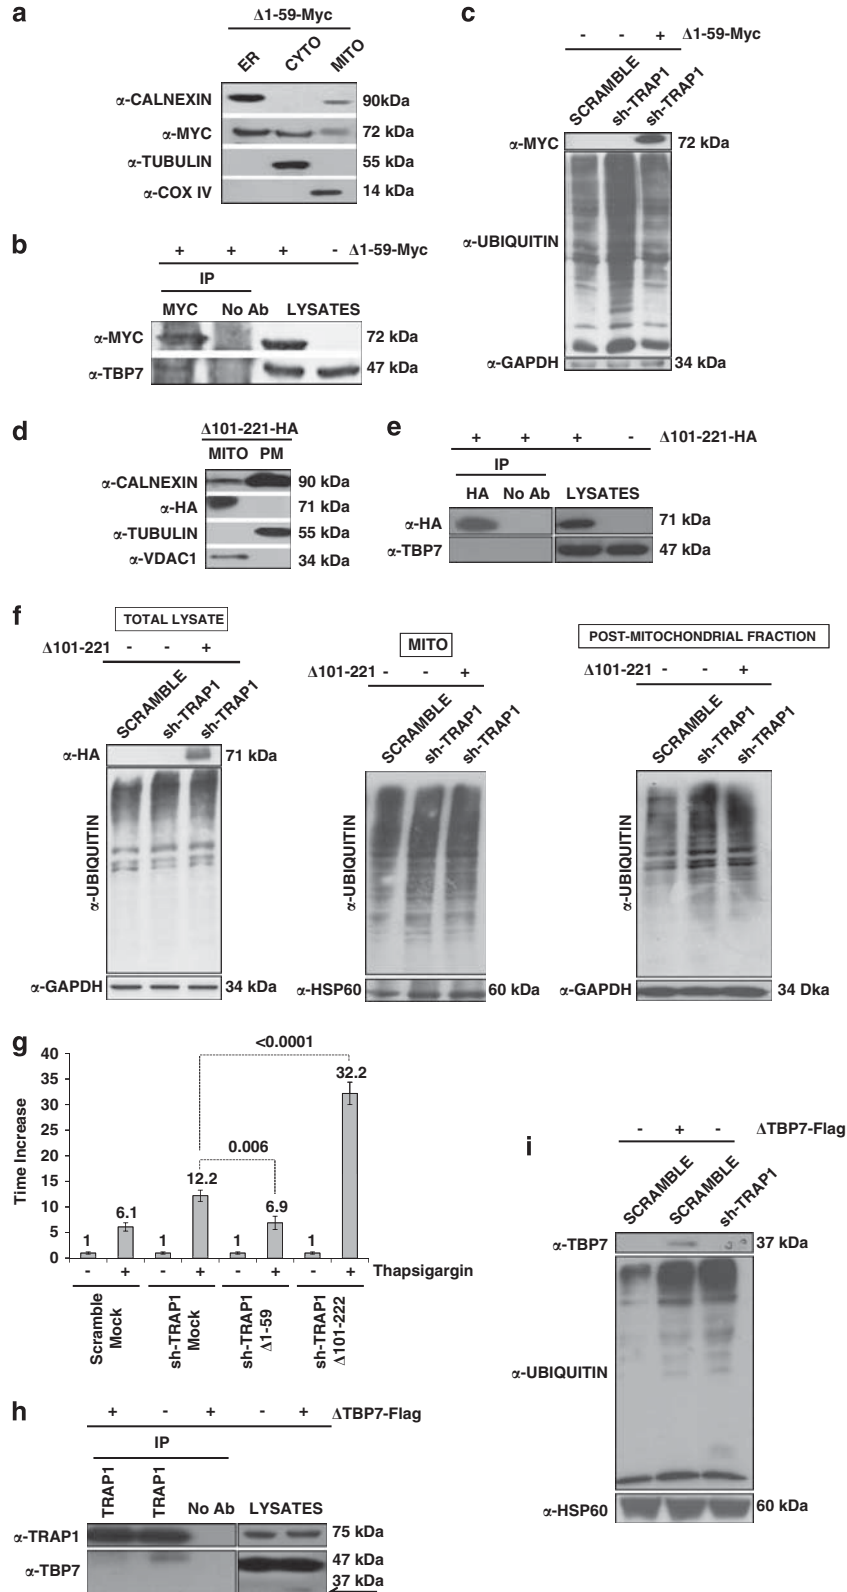 a
Δ1-59-Myc
ER CYTO MITO
α-CALNEXIN 90kDa
α-MYC 72 kDa
α-TUBULIN 55 kDa
α-COX IV 14 kDa
b
+ + + - Δ1-59-Myc
IP
MYC No Ab LYSATES
α-MYC 72 kDa
α-TBP7 47 kDa
c
- - + Δ1-59-Myc
SCRAMBLE sh-TRAP1 sh-TRAP1
α-MYC 72 kDa
α-UBIQUITIN
α-GAPDH 34 kDa
d
Δ101-221-HA
MITO PM
α-CALNEXIN 90 kDa
α-HA 71 kDa
α-TUBULIN 55 kDa
α-VDAC1 34 kDa
e
+ + + - Δ101-221-HA
IP
HA No Ab LYSATES
α-HA 71 kDa
α-TBP7 47 kDa
f
TOTAL LYSATE
Δ101-221 - - +
SCRAMBLE sh-TRAP1 sh-TRAP1
α-HA 71 kDa
α-UBIQUITIN
α-GAPDH 34 kDa
MITO
Δ101-221 - - +
SCRAMBLE sh-TRAP1 sh-TRAP1
α-UBIQUITIN
α-HSP60 60 kDa
POST-MITOCHONDRIAL FRACTION
Δ101-221 - - +
SCRAMBLE sh-TRAP1 sh-TRAP1
α-UBIQUITIN
α-GAPDH 34 Dka
g
<0.0001
0.006
Time Increase
40
35
30
25
20
15
10
5
0
1 6.1 1 12.2 1 6.9 1 32.2
- + - + - + - + Thapsigargin
Scramble Mock
sh-TRAP1 Mock
sh-TRAP1 Δ1-59
sh-TRAP1 Δ101-222
h
+ - + - + ΔTBP7-Flag
IP
TRAP1 TRAP1 No Ab LYSATES
α-TRAP1 75 kDa
α-TBP7 47 kDa
37 kDa
i
- + - ΔTBP7-Flag
SCRAMBLE SCRAMBLE sh-TRAP1
α-TBP7 37 kDa
α-UBIQUITIN
α-HSP60 60 kDa